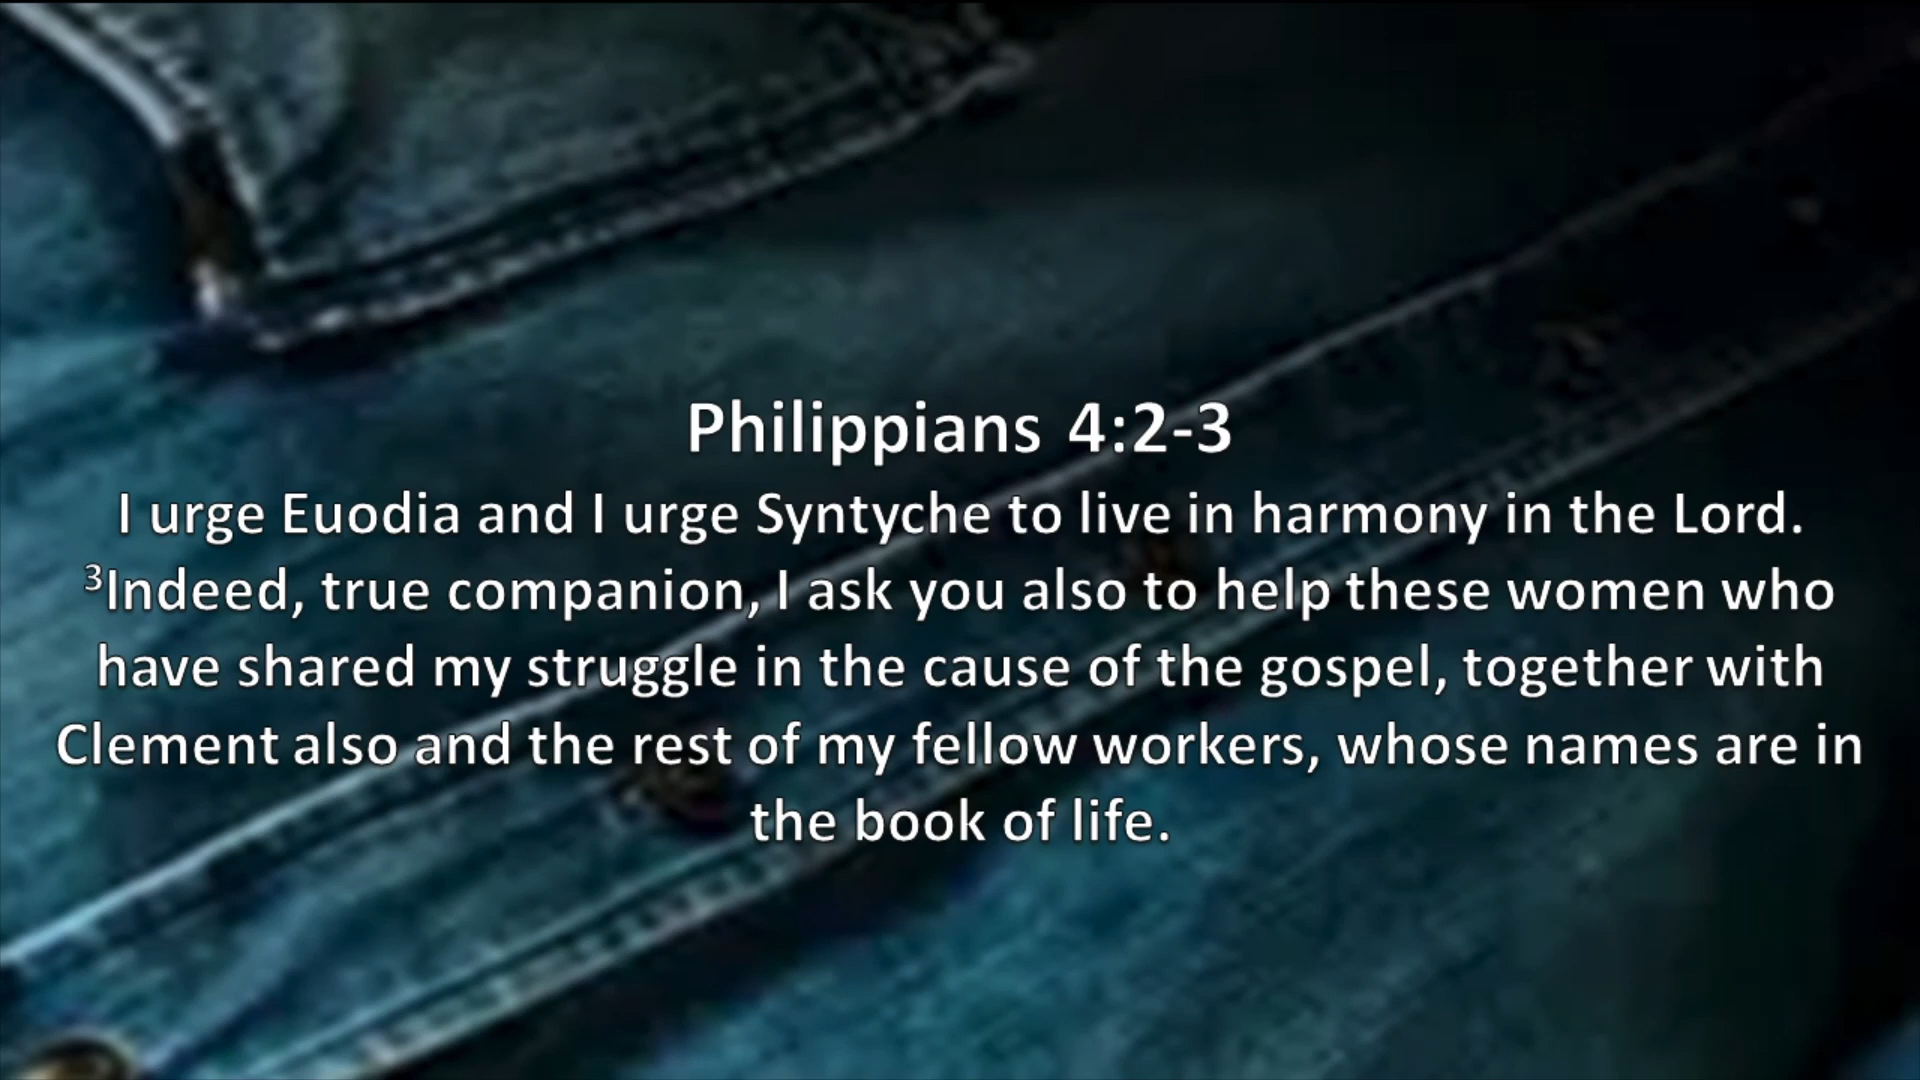 Philippians 4:2-3
I urge Euodia and I urge Syntyche to live in harmony in the Lord.
³Indeed, true companion, I ask you also to help these women who
have shared my struggle in the cause of the gospel, together with
Clement also and the rest of my fellow workers, whose names are in
the book of life.